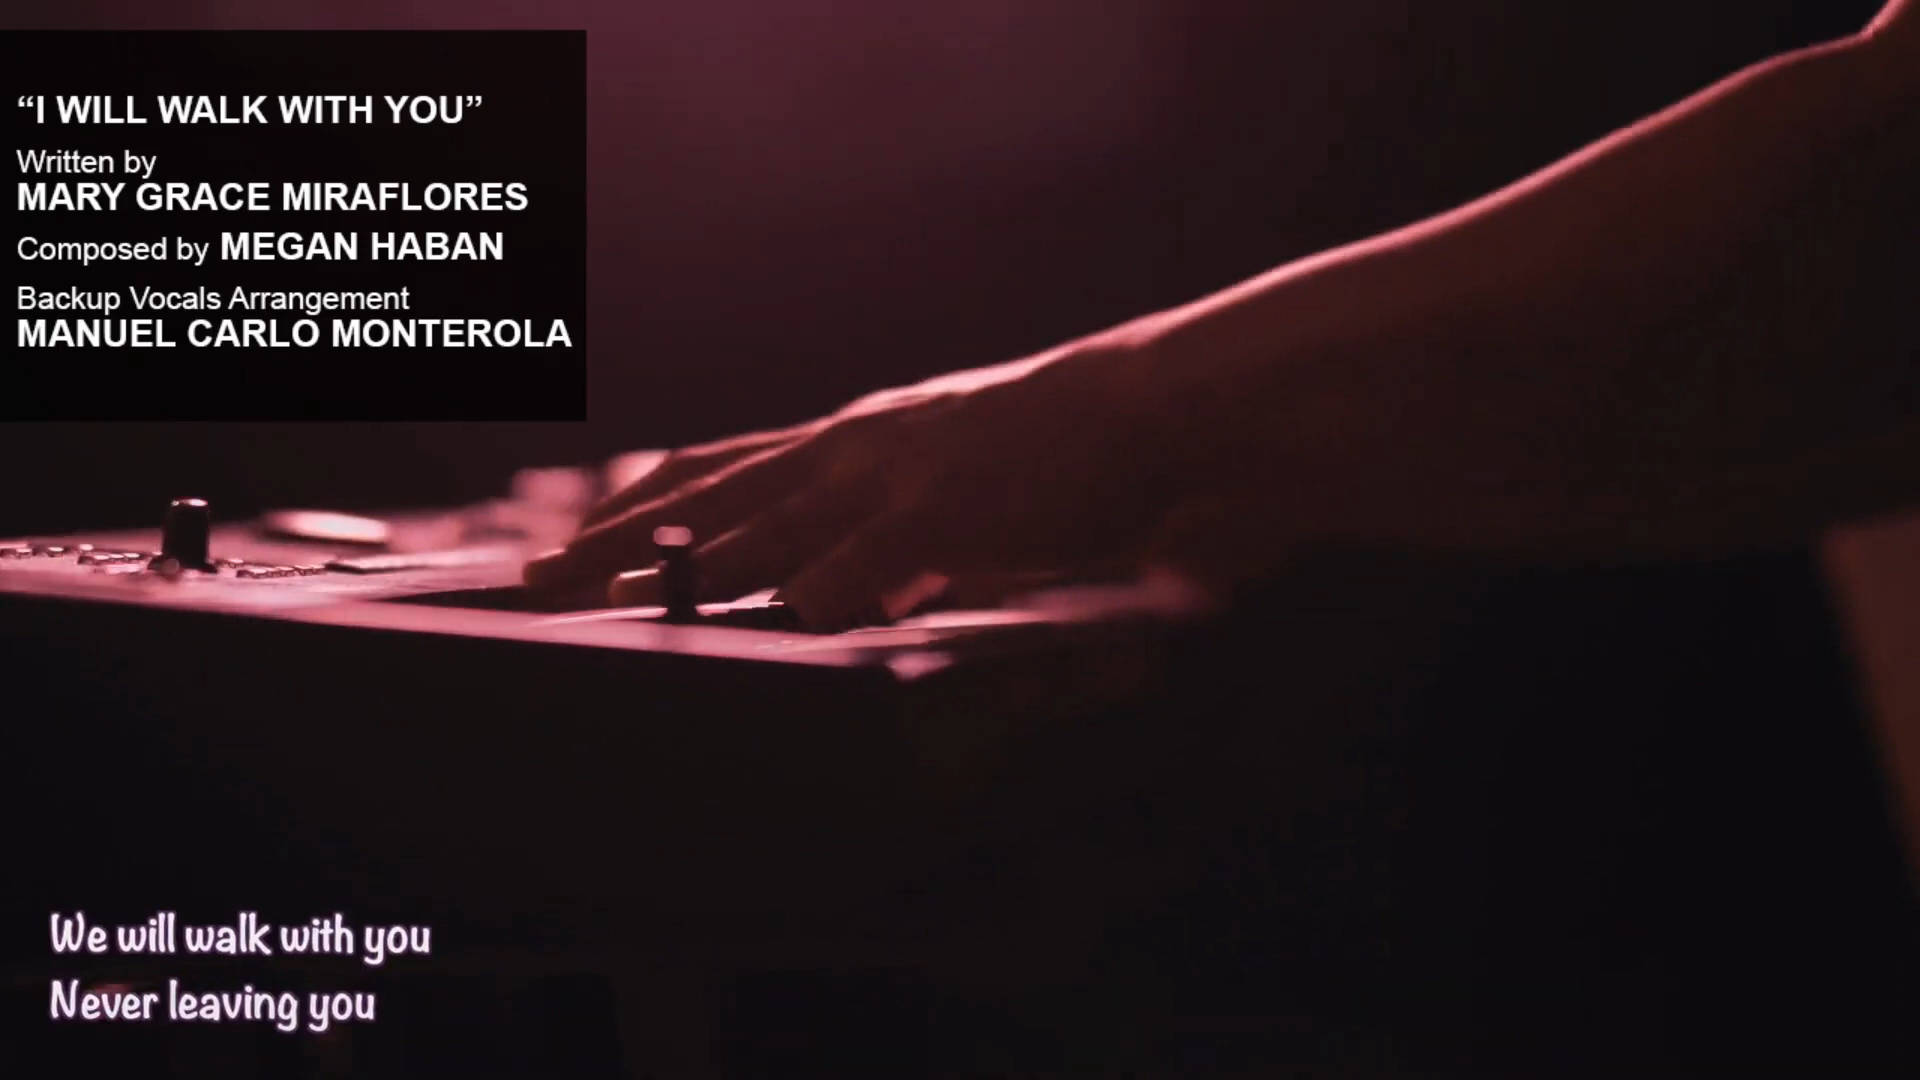 “I WILL WALK WITH YOU”
Written by
MARY GRACE MIRAFLORES
Composed by MEGAN HABAN
Backup Vocals Arrangement
MANUEL CARLO MONTEROLA
We will walk with you
Never leaving you